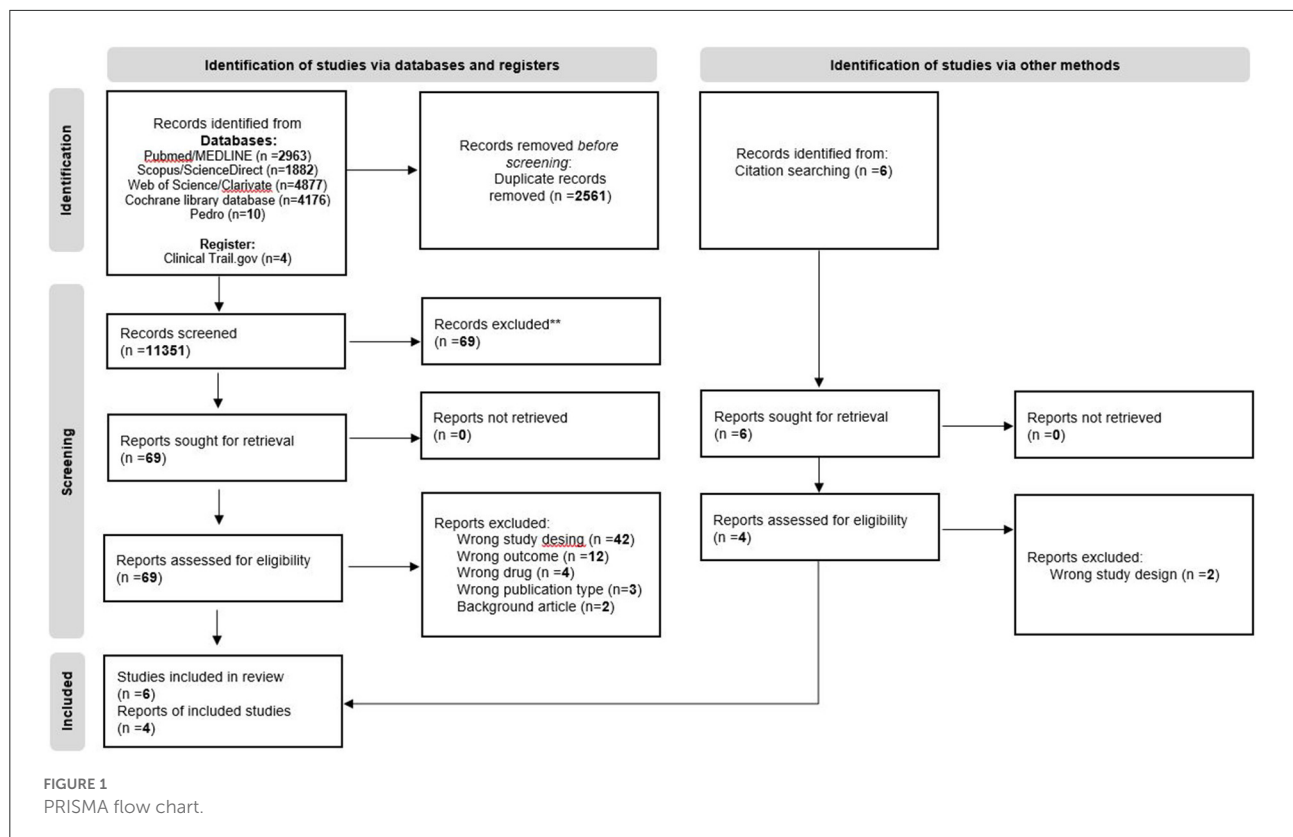 Identification of studies via databases and registers
Identification of studies via other methods
Identification
Records identified from
Databases:
Pubmed/MEDLINE (n =2963)
Scopus/ScienceDirect (n=1882)
Web of Science/Clarivate (n=4877)
Cochrane library database (n=4176)
Pedro (n=10)
Register:
Clinical Trail.gov (n=4)
Records removed before
screening:
Duplicate records
removed (n =2561)
Records identified from:
Citation searching (n =6)
Screening
Records screened
(n =11351)
Records excluded**
(n =69)
Reports sought for retrieval
(n =69)
Reports not retrieved
(n =0)
Reports sought for retrieval
(n =6)
Reports not retrieved
(n =0)
Reports assessed for eligibility
(n =69)
Reports excluded:
Wrong study desing (n =42)
Wrong outcome (n =12)
Wrong drug (n =4)
Wrong publication type (n=3)
Background article (n=2)
Reports assessed for eligibility
(n =4)
Reports excluded:
Wrong study design (n =2)
Included
Studies included in review
(n =6)
Reports of included studies
(n =4)
FIGURE 1
PRISMA flow chart.